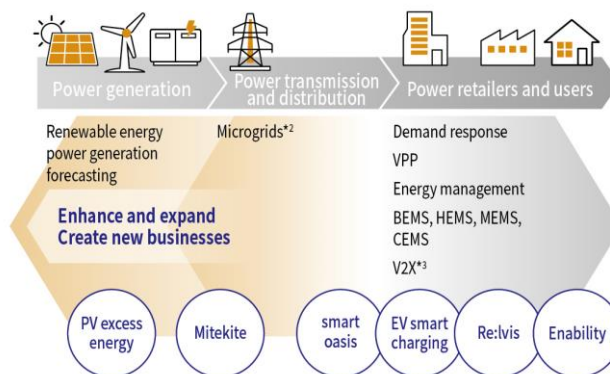 Power generation
Power transmission
and distribution
Power retailers and users
Renewable energy
power generation
forecasting
Microgrids*2
Demand response
VPP
Energy management
BEMS, HEMS, MEMS,
CEMS
V2X*3
Enhance and expand
Create new businesses
PV excess
energy
Mitekite
smart
oasis
EV smart
charging
Re:lvis
Enability